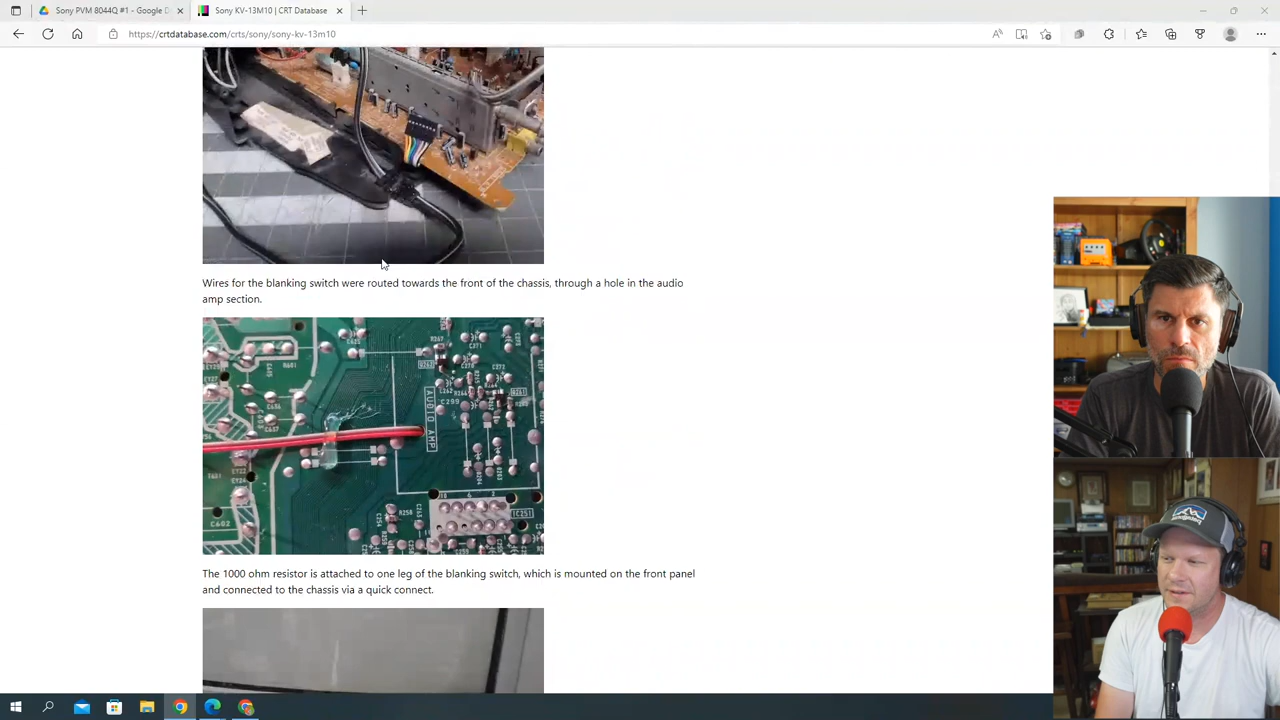 Sony PVM 8044Q #1 - Google D
Sony KV-13M10 | CRT Database
https://crtdatabase.com/crts/sony/sony-kv-13m10
Wires for the blanking switch were routed towards the front of the chassis, through a hole in the audio
amp section.
AUDIO AMP
IC251
C602
The 1000 ohm resistor is attached to one leg of the blanking switch, which is mounted on the front panel
and connected to the chassis via a quick connect.